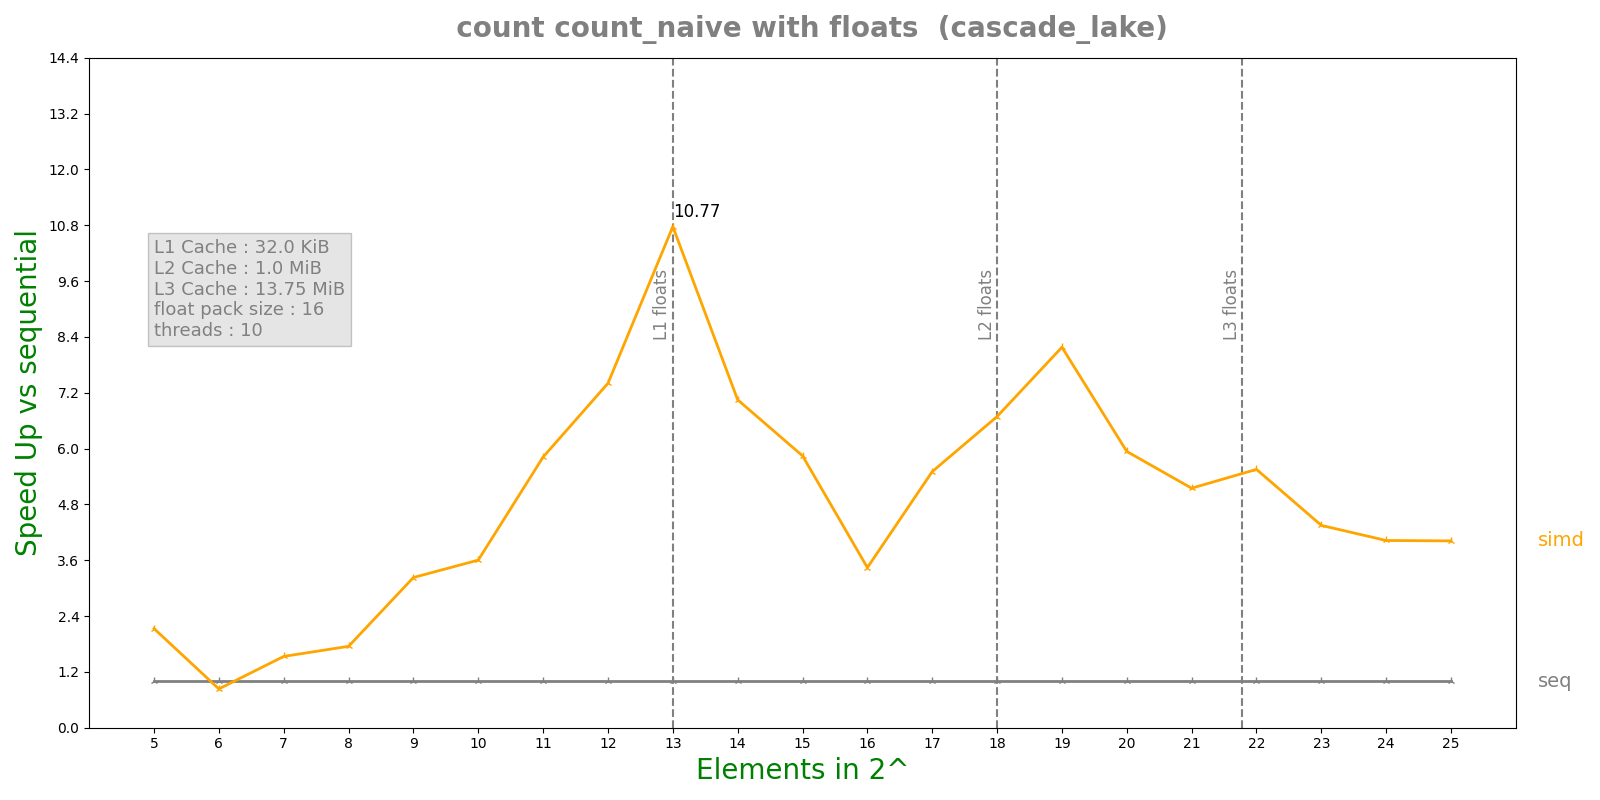 count count_naive with floats (cascade_lake)
14.4
13.2
12.0
10.8
9.6
8.4
7.2
6.0
4.8
3.6
2.4
1.2
0.0
Speed Up vs sequential
L1 Cache : 32.0 KiB
L2 Cache : 1.0 MiB
L3 Cache : 13.75 MiB
float pack size : 16
threads : 10
10.77
L1 floats
L2 floats
L3 floats
simd
seq
5 6 7 8 9 10 11 12 13 14 15 16 17 18 19 20 21 22 23 24 25
Elements in 2^